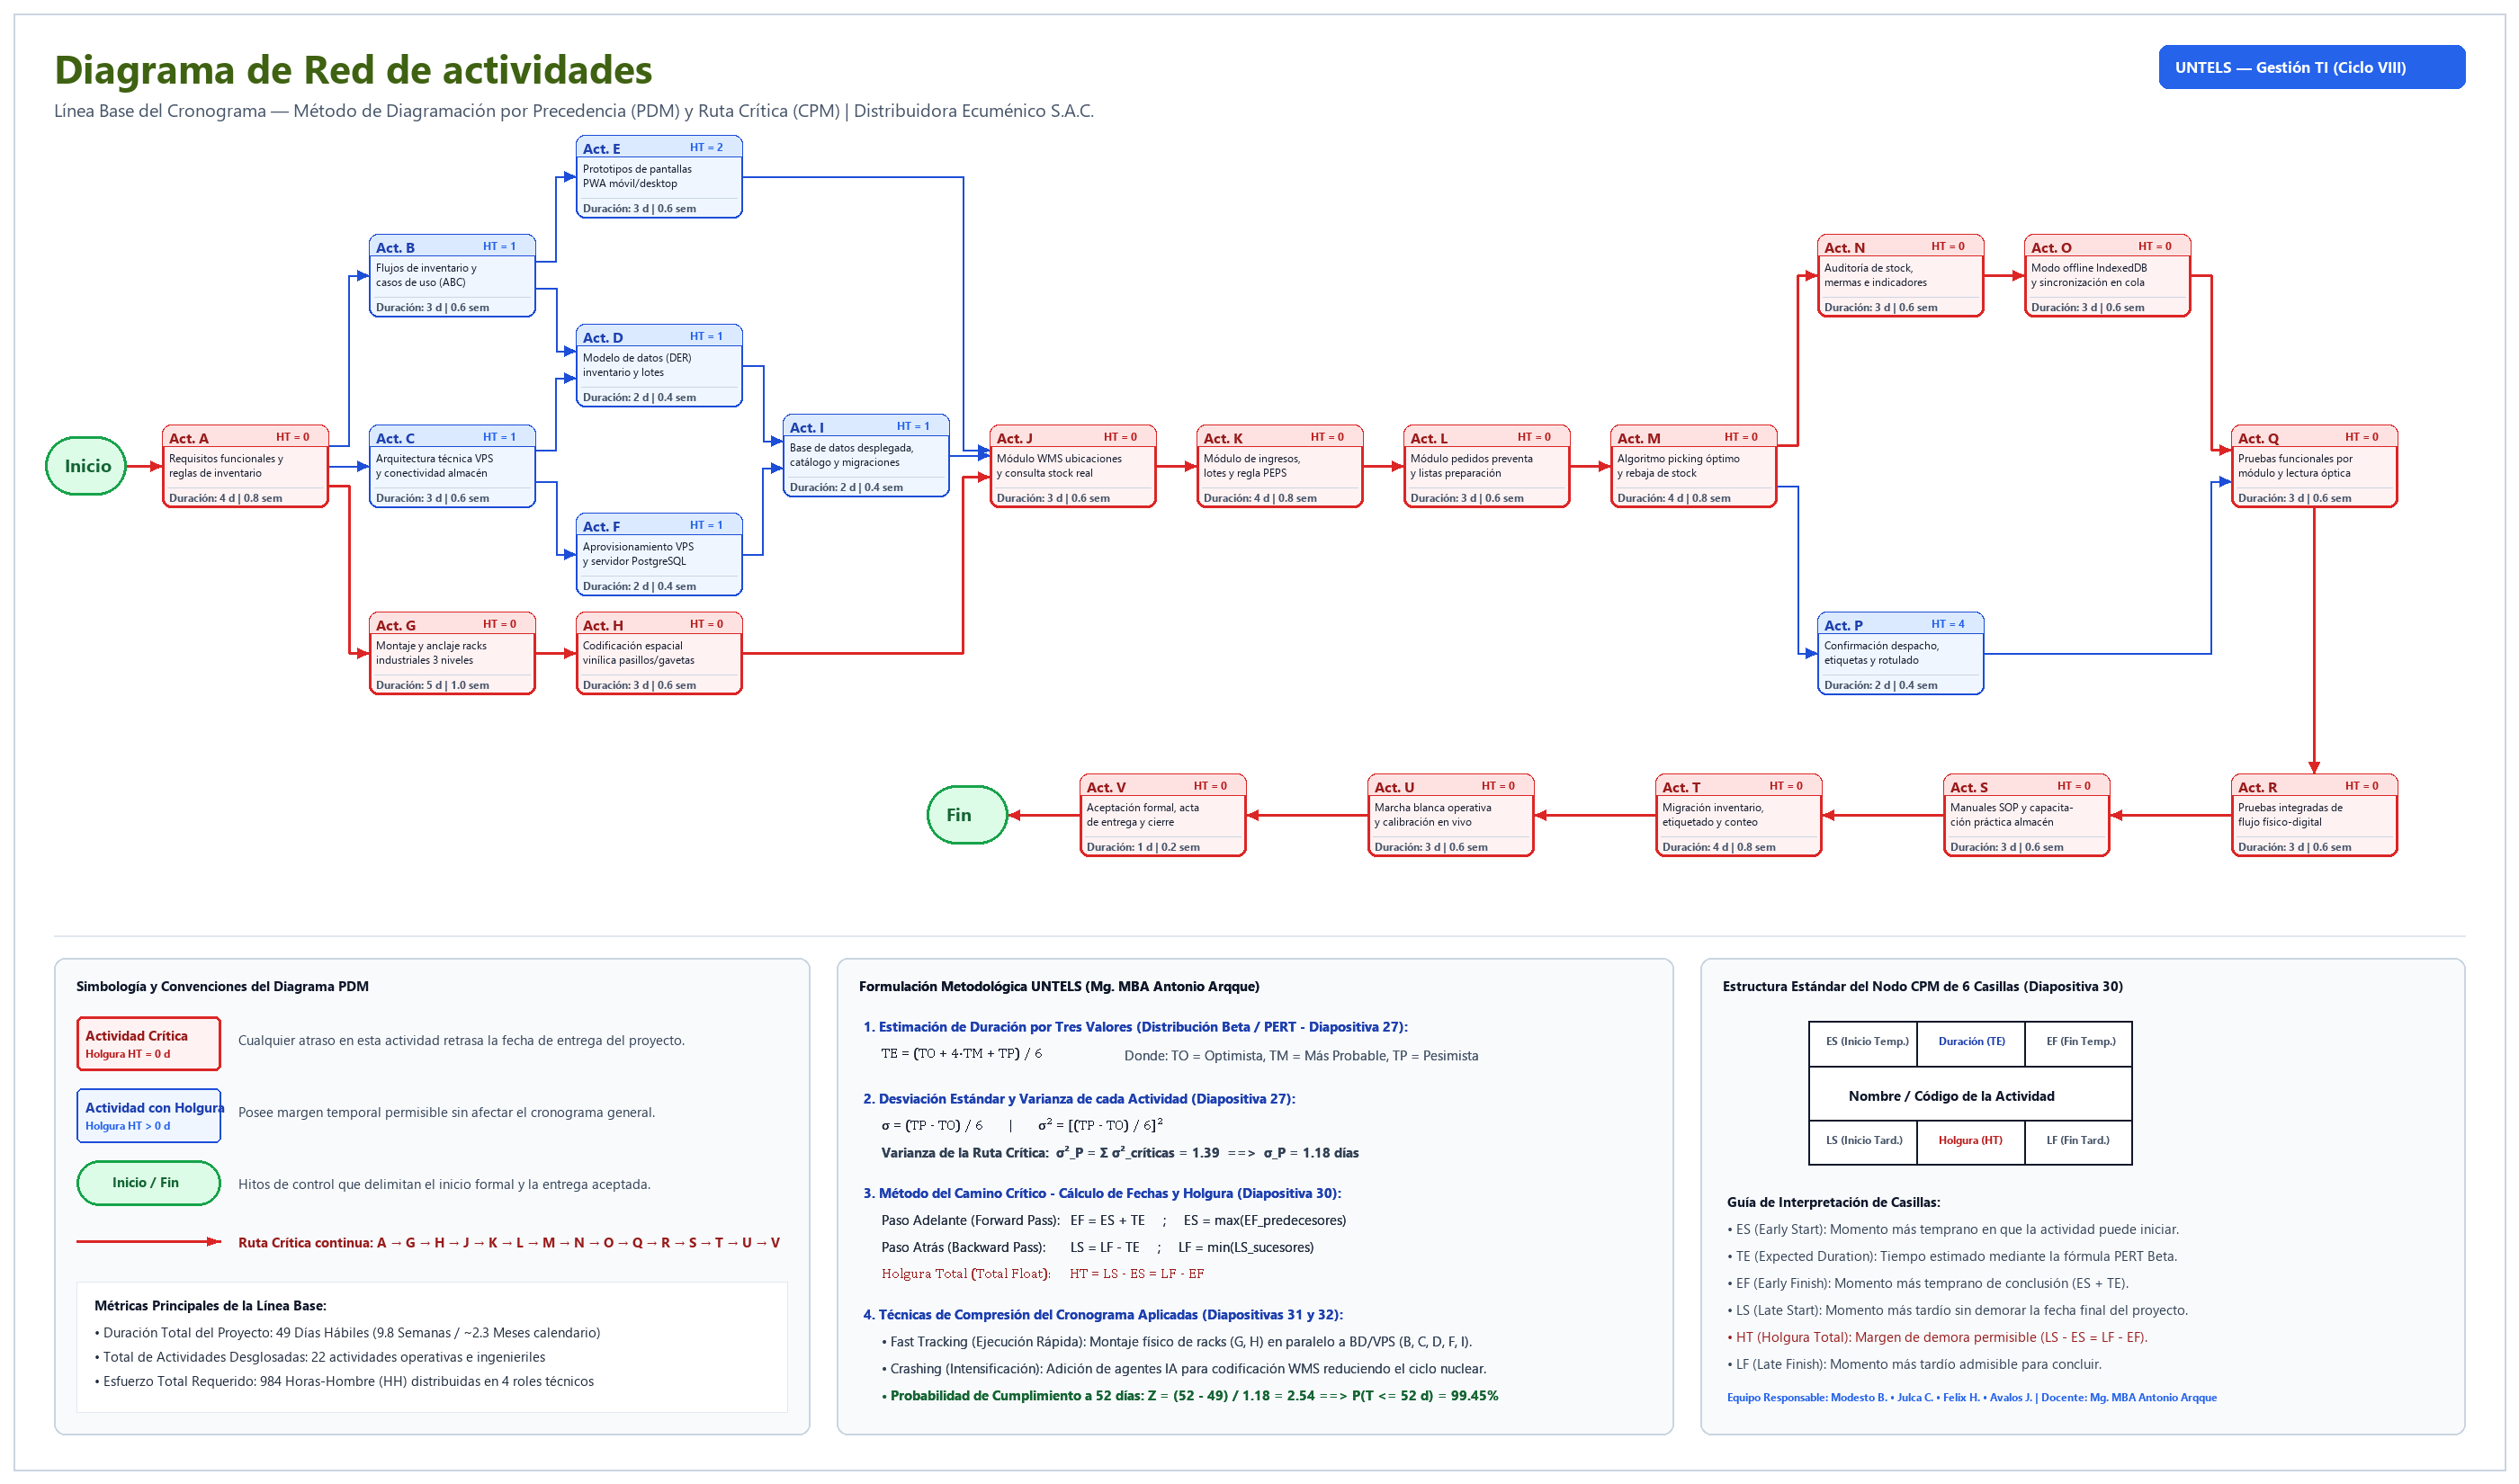 Diagrama de Red de actividades
UNTELS — Gestión TI (Ciclo VIII)
Línea Base del Cronograma — Método de Diagramación por Precedencia (PDM) y Ruta Crítica (CPM) | Distribuidora Ecuménico S.A.C.
Act. E HT = 2
Prototipos de pantallas
PWA móvil/desktop
Duración: 3 d | 0.6 sem
Act. B HT = 1
Flujos de inventario y
casos de uso (ABC)
Duración: 3 d | 0.6 sem
Act. N HT = 0
Auditoría de stock,
mermas e indicadores
Duración: 3 d | 0.6 sem
Act. O HT = 0
Modo offline IndexedDB
y sincronización en cola
Duración: 3 d | 0.6 sem
Act. D HT = 1
Modelo de datos (DER)
inventario y lotes
Duración: 2 d | 0.4 sem
Inicio
Act. A HT = 0
Requisitos funcionales y
reglas de inventario
Duración: 4 d | 0.8 sem
Act. C HT = 1
Arquitectura técnica VPS
y conectividad almacén
Duración: 3 d | 0.6 sem
Act. I HT = 1
Base de datos desplegada,
catálogo y migraciones
Duración: 2 d | 0.4 sem
Act. J HT = 0
Módulo WMS ubicaciones
y consulta stock real
Duración: 3 d | 0.6 sem
Act. K HT = 0
Módulo de ingresos,
lotes y regla PEPS
Duración: 4 d | 0.8 sem
Act. L HT = 0
Módulo pedidos preventa
y listas preparación
Duración: 3 d | 0.6 sem
Act. M HT = 0
Algoritmo picking óptimo
y rebaja de stock
Duración: 4 d | 0.8 sem
Act. Q HT = 0
Pruebas funcionales por
módulo y lectura óptica
Duración: 3 d | 0.6 sem
Act. F HT = 1
Aprovisionamiento VPS
y servidor PostgreSQL
Duración: 2 d | 0.4 sem
Act. G HT = 0
Montaje y anclaje racks
industriales 3 niveles
Duración: 5 d | 1.0 sem
Act. H HT = 0
Codificación espacial
vinílica pasillos/gavetas
Duración: 3 d | 0.6 sem
Act. P HT = 4
Confirmación despacho,
etiquetas y rotulado
Duración: 2 d | 0.4 sem
Fin
Act. V HT = 0
Aceptación formal, acta
de entrega y cierre
Duración: 1 d | 0.2 sem
Act. U HT = 0
Marcha blanca operativa
y calibración en vivo
Duración: 3 d | 0.6 sem
Act. T HT = 0
Migración inventario,
etiquetado y conteo
Duración: 4 d | 0.8 sem
Act. S HT = 0
Manuales SOP y capacita-
ción práctica almacén
Duración: 3 d | 0.6 sem
Act. R HT = 0
Pruebas integradas de
flujo físico-digital
Duración: 3 d | 0.6 sem
Simbología y Convenciones del Diagrama PDM
Actividad Crítica
Holgura HT = 0 d
Cualquier atraso en esta actividad retrasa la fecha de entrega del proyecto.
Actividad con Holgura
Holgura HT > 0 d
Posee margen temporal permisible sin afectar el cronograma general.
Inicio / Fin
Hitos de control que delimitan el inicio formal y la entrega aceptada.
Ruta Crítica continua: A → G → H → J → K → L → M → N → O → Q → R → S → T → U → V
Métricas Principales de la Línea Base:
• Duración Total del Proyecto: 49 Días Hábiles (9.8 Semanas / ~2.3 Meses calendario)
• Total de Actividades Desglosadas: 22 actividades operativas e ingenieriles
• Esfuerzo Total Requerido: 984 Horas-Hombre (HH) distribuidas en 4 roles técnicos
Formulación Metodológica UNTELS (Mg. MBA Antonio Arqque)
1. Estimación de Duración por Tres Valores (Distribución Beta / PERT - Diapositiva 27):
TE = (TO + 4·TM + TP) / 6 Donde: TO = Optimista, TM = Más Probable, TP = Pesimista
2. Desviación Estándar y Varianza de cada Actividad (Diapositiva 27):
σ = (TP - TO) / 6 | σ² = [(TP - TO) / 6]²
Varianza de la Ruta Crítica: σ²_P = Σ σ²_críticas = 1.39 ==> σ_P = 1.18 días
3. Método del Camino Crítico - Cálculo de Fechas y Holgura (Diapositiva 30):
Paso Adelante (Forward Pass): EF = ES + TE ; ES = max(EF_predecesores)
Paso Atrás (Backward Pass): LS = LF - TE ; LF = min(LS_sucesores)
Holgura Total (Total Float): HT = LS - ES = LF - EF
4. Técnicas de Compresión del Cronograma Aplicadas (Diapositivas 31 y 32):
• Fast Tracking (Ejecución Rápida): Montaje físico de racks (G, H) en paralelo a BD/VPS (B, C, D, F, I).
• Crashing (Intensificación): Adición de agentes IA para codificación WMS reduciendo el ciclo nuclear.
• Probabilidad de Cumplimiento a 52 días: Z = (52 - 49) / 1.18 = 2.54 ==> P(T <= 52 d) = 99.45%
Estructura Estándar del Nodo CPM de 6 Casillas (Diapositiva 30)
ES (Inicio Temp.) Duración (TE) EF (Fin Temp.)
Nombre / Código de la Actividad
LS (Inicio Tard.) Holgura (HT) LF (Fin Tard.)
Guía de Interpretación de Casillas:
• ES (Early Start): Momento más temprano en que la actividad puede iniciar.
• TE (Expected Duration): Tiempo estimado mediante la fórmula PERT Beta.
• EF (Early Finish): Momento más temprano de conclusión (ES + TE).
• LS (Late Start): Momento más tardío sin demorar la fecha final del proyecto.
• HT (Holgura Total): Margen de demora permisible (LS - ES = LF - EF).
• LF (Late Finish): Momento más tardío admisible para concluir.
Equipo Responsable: Modesto B. • Julca C. • Felix H. • Avalos J. | Docente: Mg. MBA Antonio Arqque